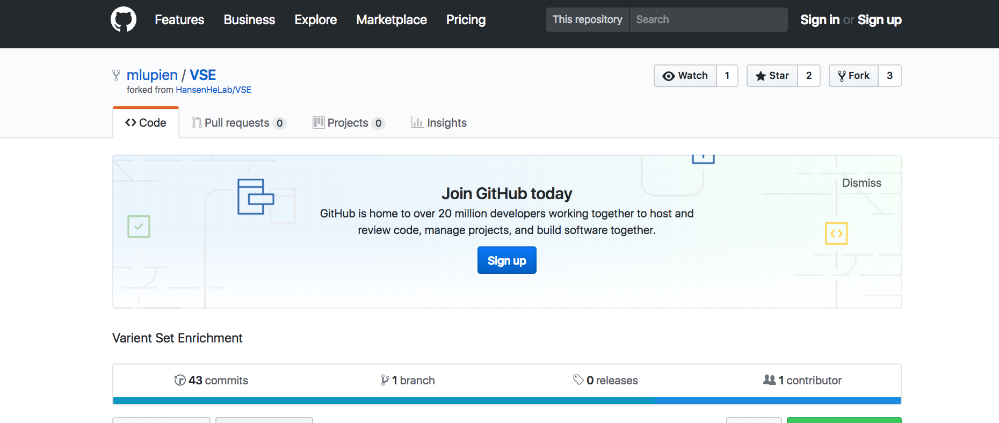 Features Business Explore Marketplace Pricing This repository Search Sign in or Sign up
mlupien / VSE Watch 1 Star 2 Fork 3
forked from HansenHeLab/VSE
Code Pull requests 0 Projects 0 Insights
Dismiss
Join GitHub today
GitHub is home to over 20 million developers working together to host and
review code, manage projects, and build software together.
Sign up
Varient Set Enrichment
43 commits 1 branch 0 releases 1 contributor